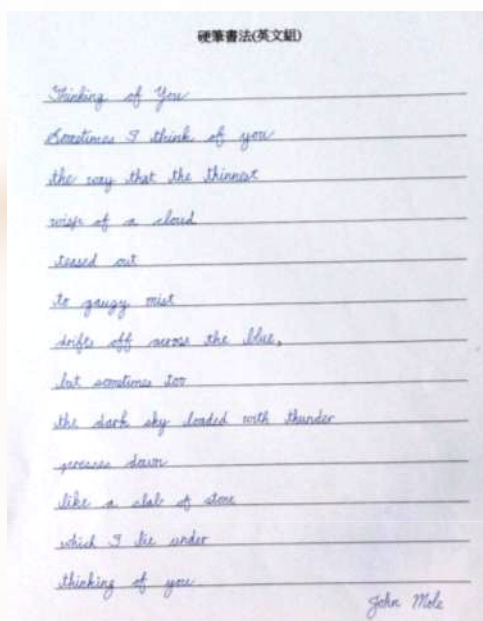 硬筆書法(英文組)
Thinking of You
Sometimes I think of you
the way that the thinnest
wisp of a cloud
teased out
to gauzy mist
drifts off across the blue,
but sometimes too
the dark sky loaded with thunder
presses down
like a slab of stone
which I lie under
thinking of you
John Mole